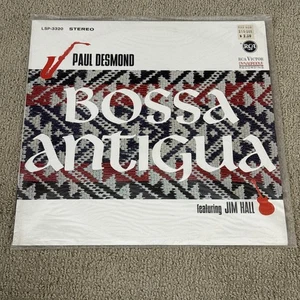 LSP-3320 STEREO
PAUL DESMOND
RCA VICTOR
BOSSA
antigua
featuring JIM HALL